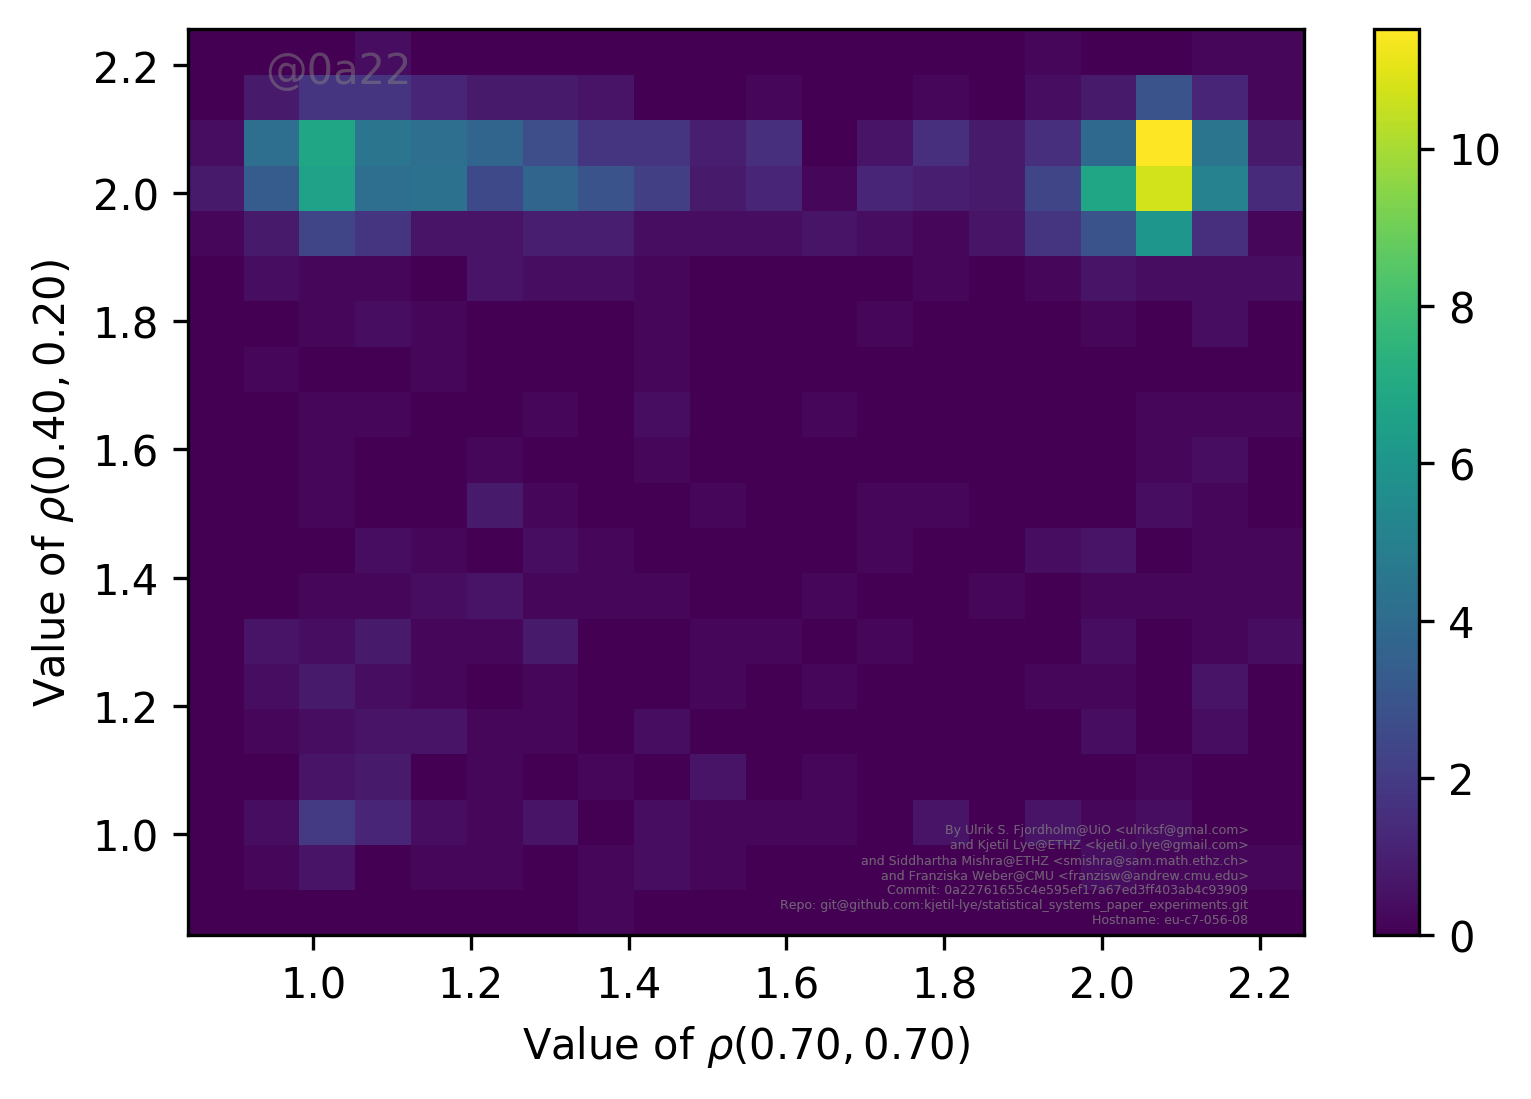 @0a22
2.2
2.0
1.8
1.6
1.4
1.2
1.0
Value of ρ(0.40, 0.20)
1.0 1.2 1.4 1.6 1.8 2.0 2.2
Value of ρ(0.70, 0.70)
10
8
6
4
2
0
By Ulrik S. Fjordholm@UiO <ulriksf@gmal.com>
and Kjetil Lye@ETHZ <kjetil.o.lye@gmail.com>
and Siddhartha Mishra@ETHZ <smishra@sam.math.ethz.ch>
and Franziska Weber@CMU <franzisw@andrew.cmu.edu>
Commit: 0a22761655c4e595ef17a67ed3ff403ab4c93909
Repo: git@github.com:kjetil-lye/statistical_systems_paper_experiments.git
Hostname: eu-c7-056-08